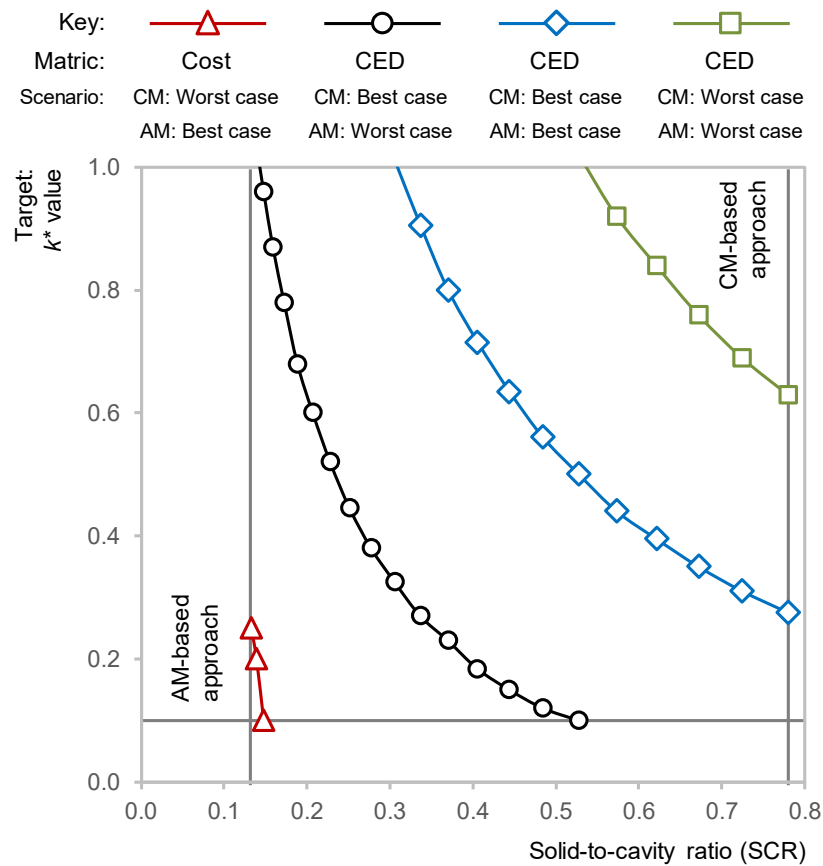 Key:
Matric: Cost CED CED CED
Scenario: CM: Worst case CM: Best case CM: Best case CM: Worst case
AM: Best case AM: Worst case AM: Best case AM: Worst case
Target:
k* value
1.0
0.8
0.6
0.4
0.2
0.0
CM-based
approach
AM-based
approach
0.0 0.1 0.2 0.3 0.4 0.5 0.6 0.7 0.8
Solid-to-cavity ratio (SCR)